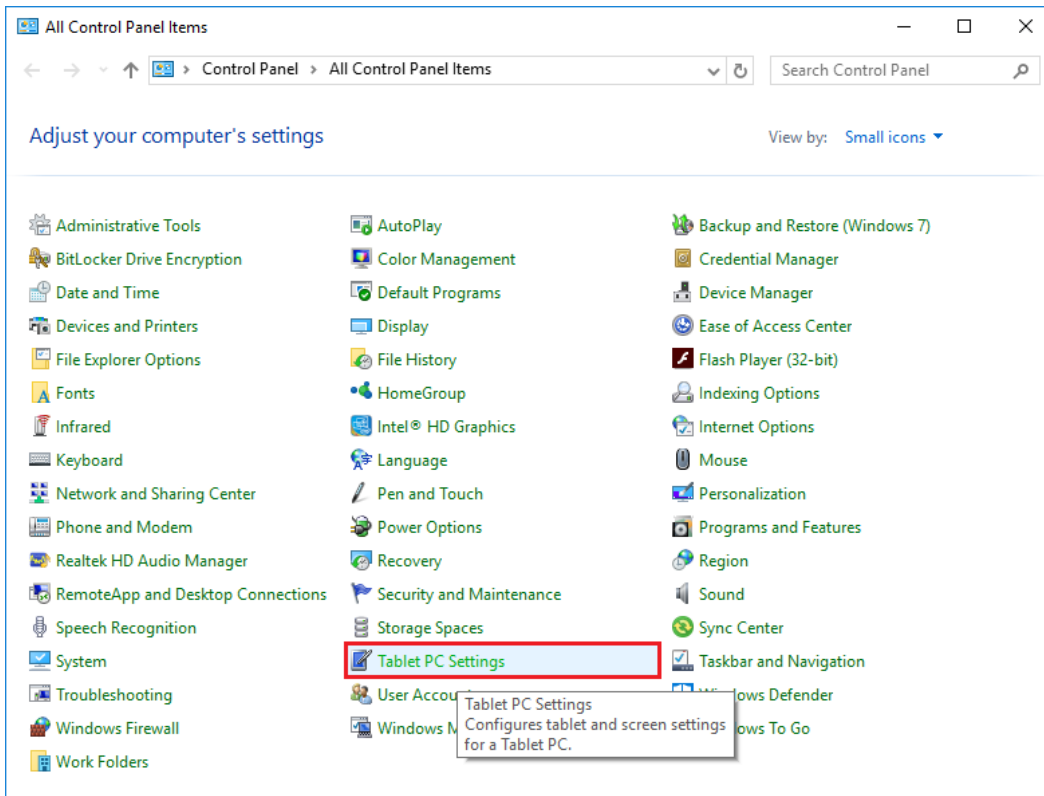 All Control Panel Items
Control Panel > All Control Panel Items
Search Control Panel
Adjust your computer's settings
View by: Small icons
Administrative Tools
AutoPlay
Backup and Restore (Windows 7)
BitLocker Drive Encryption
Color Management
Credential Manager
Date and Time
Default Programs
Device Manager
Devices and Printers
Display
Ease of Access Center
File Explorer Options
File History
Flash Player (32-bit)
Fonts
HomeGroup
Indexing Options
Infrared
Intel® HD Graphics
Internet Options
Keyboard
Language
Mouse
Network and Sharing Center
Pen and Touch
Personalization
Phone and Modem
Power Options
Programs and Features
Realtek HD Audio Manager
Recovery
Region
RemoteApp and Desktop Connections
Security and Maintenance
Sound
Speech Recognition
Storage Spaces
Sync Center
System
Tablet PC Settings
Taskbar and Navigation
Troubleshooting
User
Defender
Tablet PC Settings
Configures tablet and screen settings
for a Tablet PC.
Windows Firewall
Windows
To Go
Work Folders